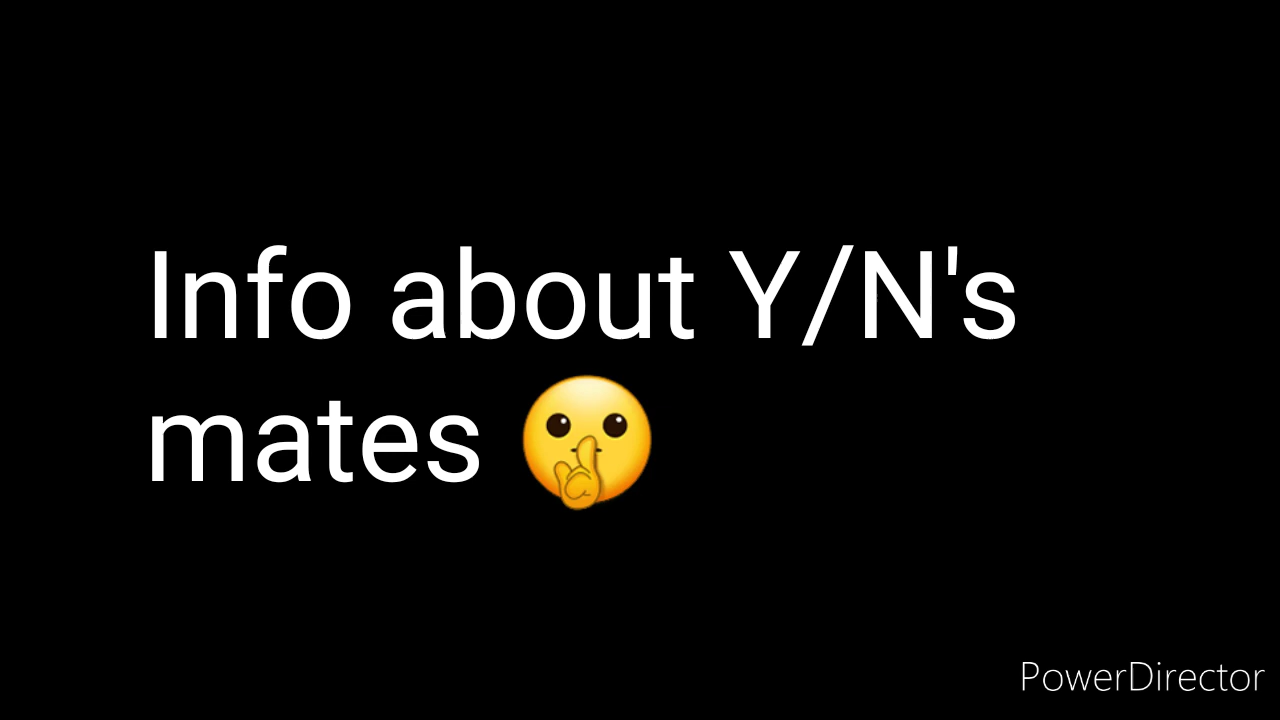 Info about Y/N's
mates 🤫
PowerDirector